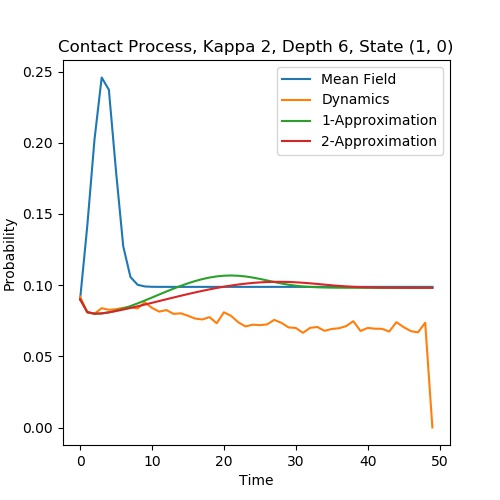 Contact Process, Kappa 2, Depth 6, State (1, 0)
Mean Field
Dynamics
1-Approximation
2-Approximation
Probability
0.25
0.20
0.15
0.10
0.05
0.00
0 10 20 30 40 50
Time